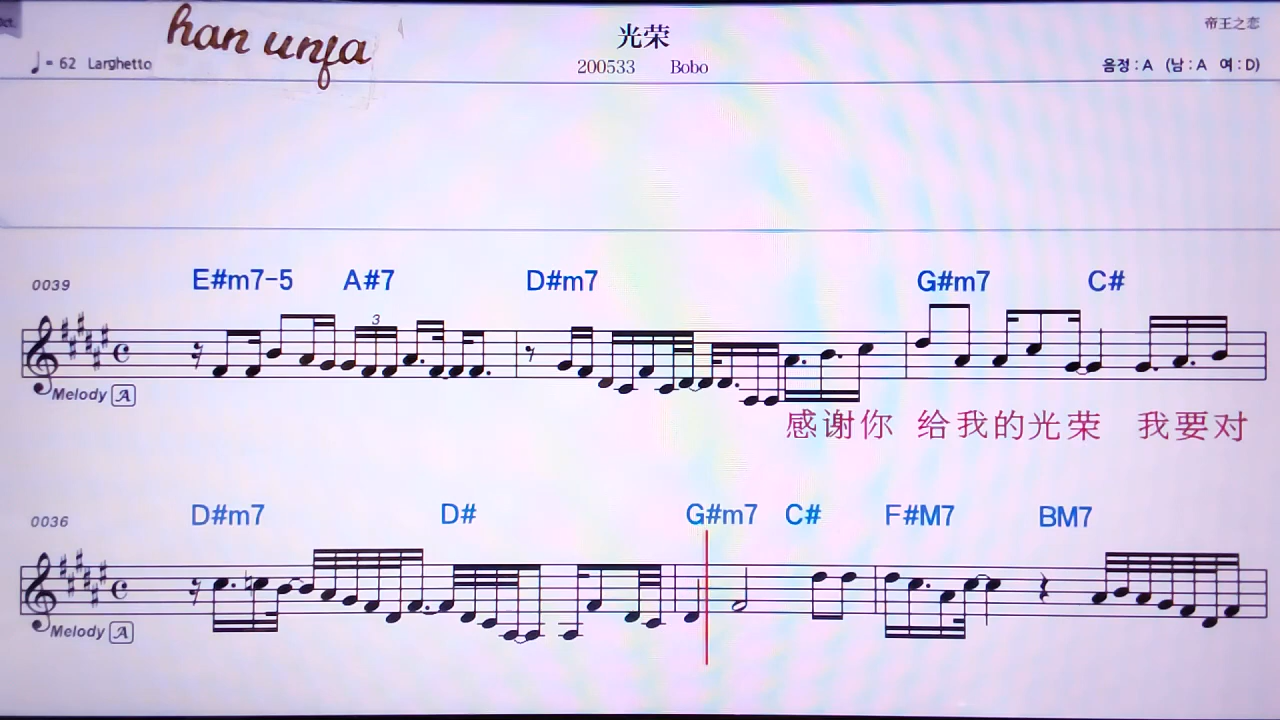 han unfa
光荣
帝王之恋
♩= 62 Larghetto
200533 Bobo
음정 : A (남 : A 여 : D)
0039
E#m7-5 A#7 D#m7 G#m7 C#
3
Melody A
感谢你 给我的光荣 我要对
0036
D#m7 D# G#m7 C# F#M7 BM7
Melody A